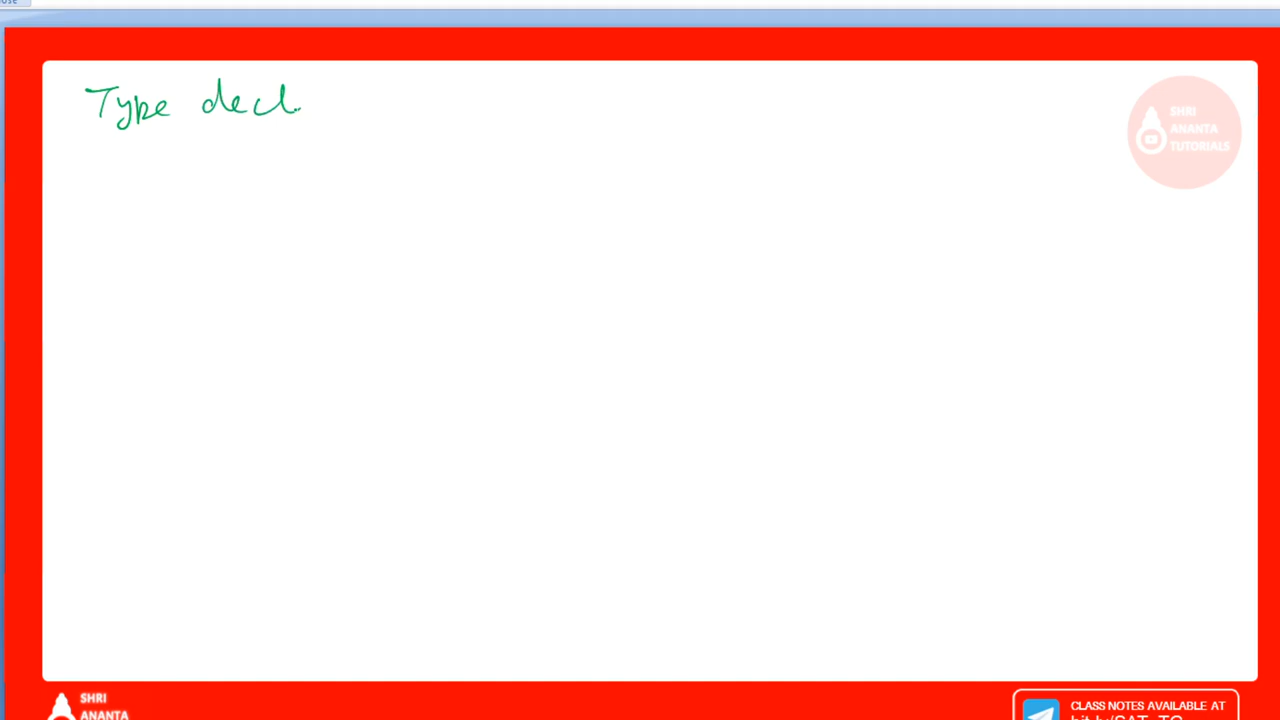 Type decl
SHRI
ANANTA
TUTORIALS
SHRI
ANANTA
CLASS NOTES AVAILABLE AT